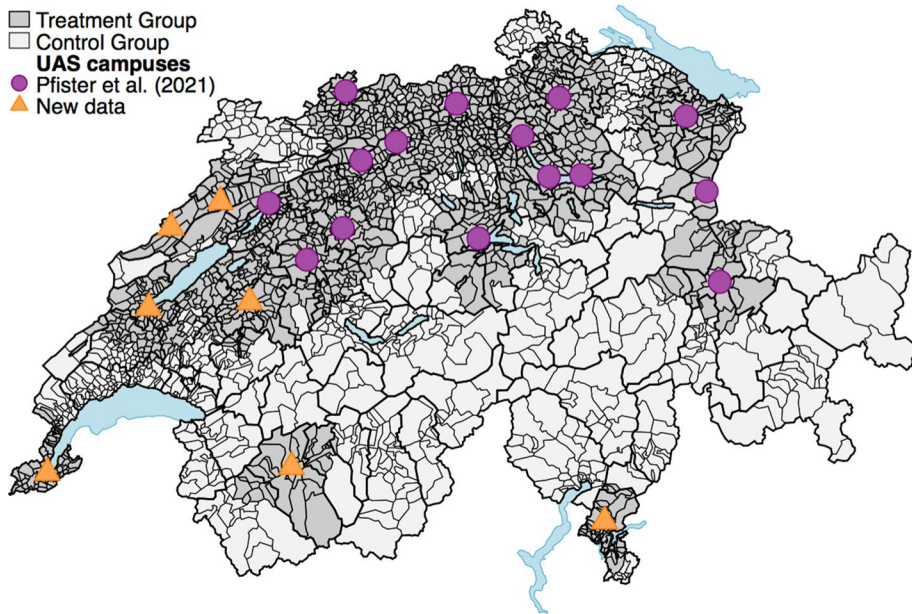 Treatment Group
Control Group
UAS campuses
Pfister et al. (2021)
New data